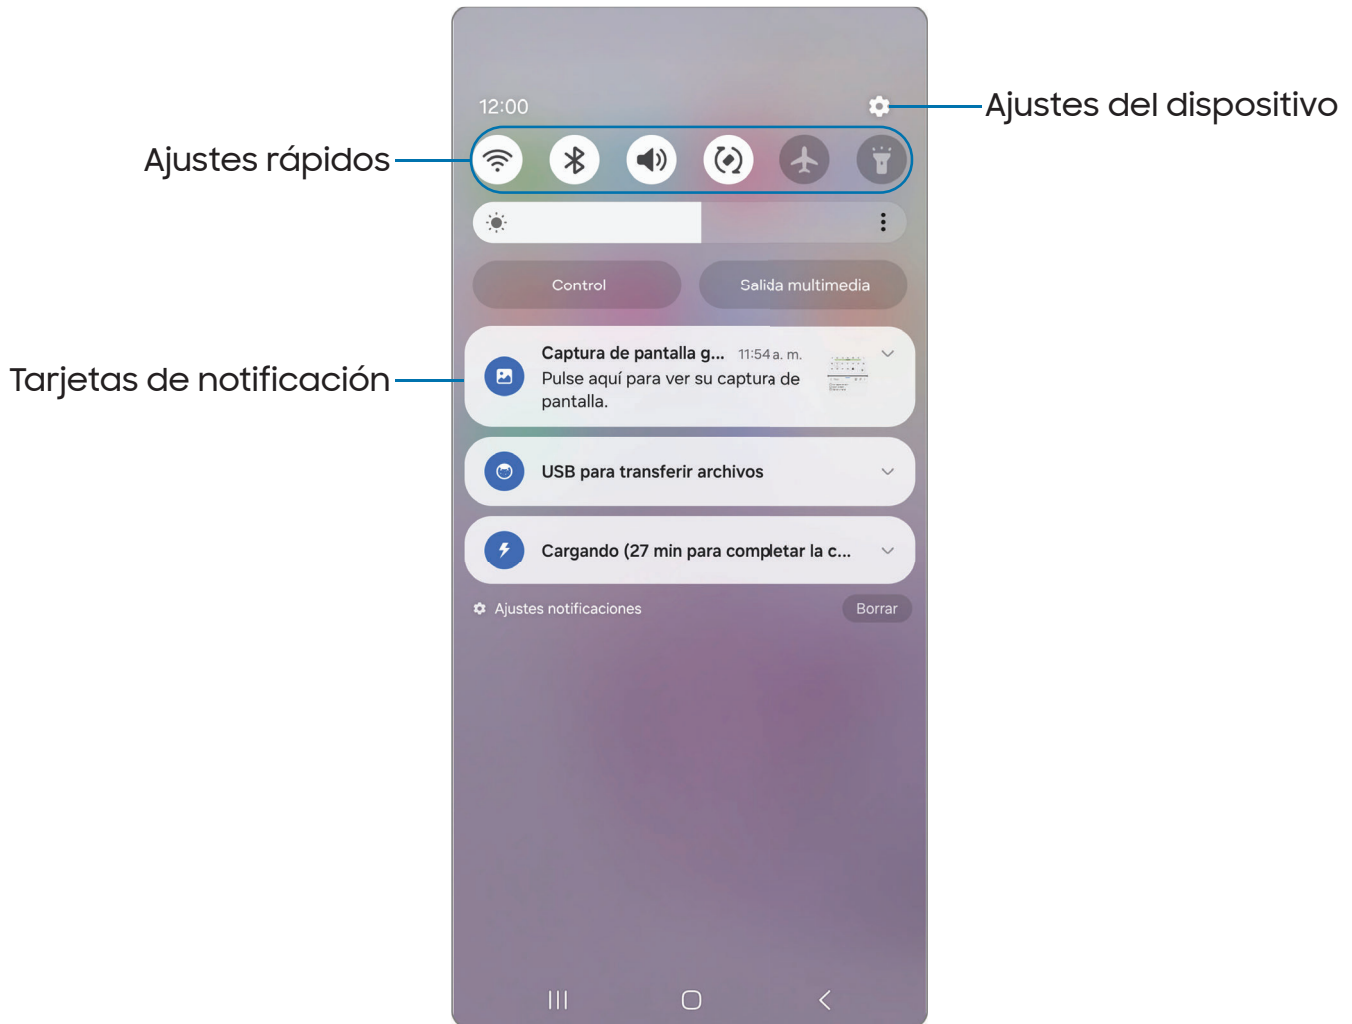 12:00
Ajustes del dispositivo
Ajustes rápidos
Control
Salida multimedia
Tarjetas de notificación
Captura de pantalla g... 11:54 a. m.
Pulse aquí para ver su captura de
pantalla.
USB para transferir archivos
Cargando (27 min para completar la c...
Ajustes notificaciones
Borrar